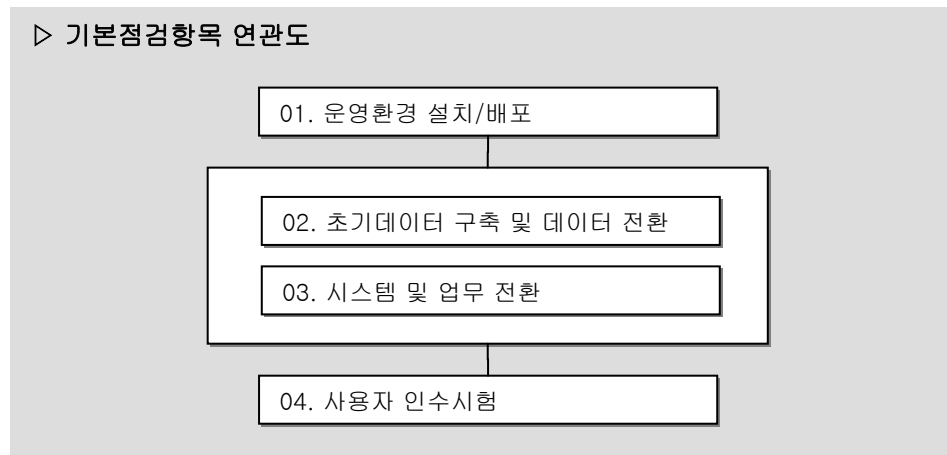 ▷ 기본점검항목 연관도
01. 운영환경 설치/배포
02. 초기데이터 구축 및 데이터 전환
03. 시스템 및 업무 전환
04. 사용자 인수시험